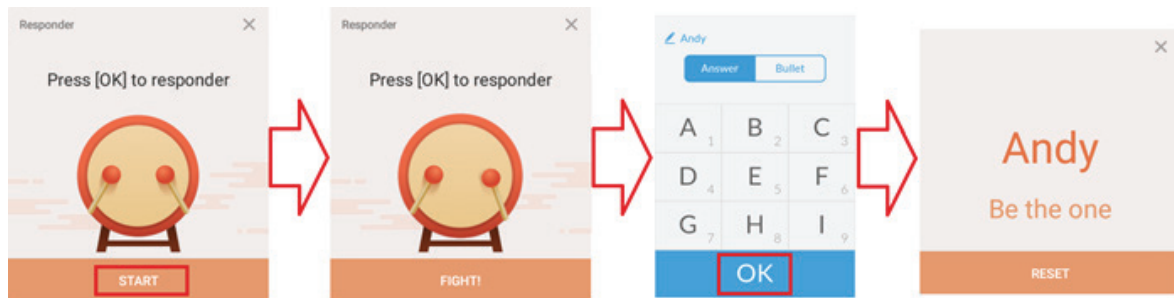 Responder
Press [OK] to responder
START
Responder
Press [OK] to responder
FIGHT!
Andy
Answer Bullet
A 1 B 2 C 3
D 4 E 5 F 6
G 7 H 8 I 9
OK
Andy
Be the one
RESET